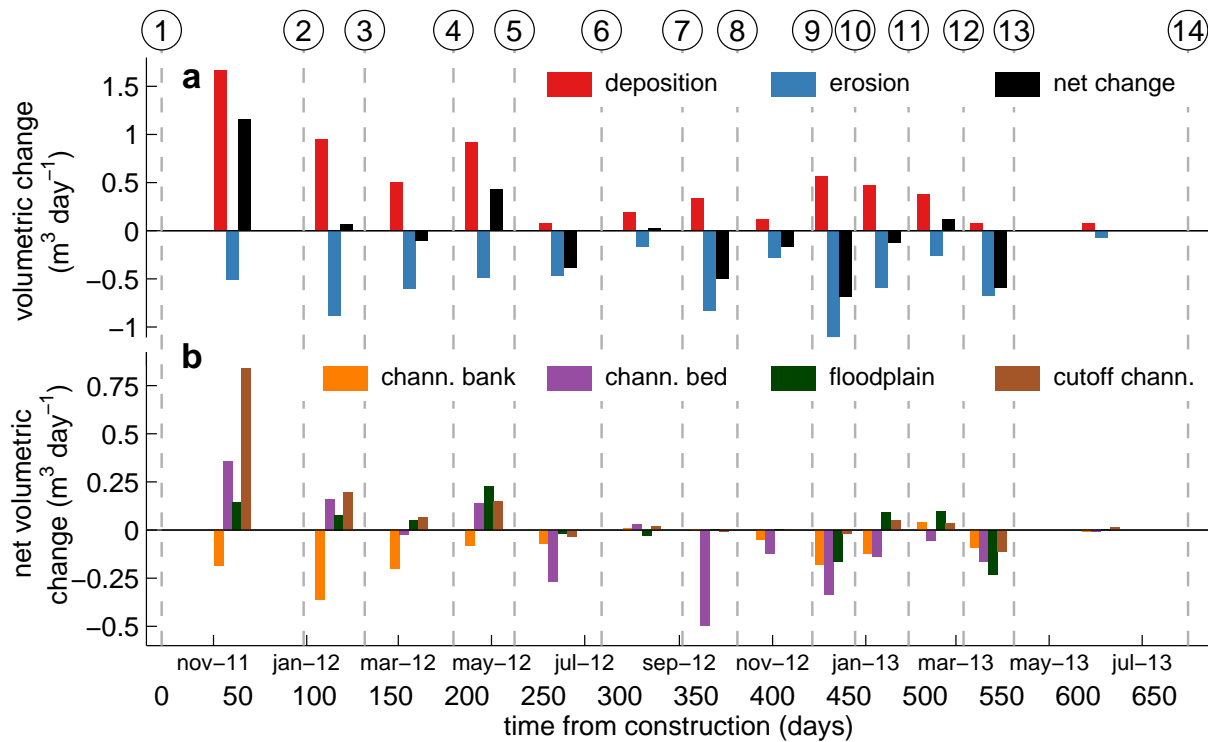 1 2 3 4 5 6 7 8 9 10 11 12 13 14
a
deposition erosion net change
volumetric change
(m³ day⁻¹)
1.5
1
0.5
0
−0.5
−1
b
chann. bank chann. bed floodplain cutoff chann.
net volumetric
change (m³ day⁻¹)
0.75
0.25
0
−0.25
−0.5
nov−11 jan−12 mar−12 may−12 jul−12 sep−12 nov−12 jan−13 mar−13 may−13 jul−13
0 50 100 150 200 250 300 350 400 450 500 550 600 650
time from construction (days)